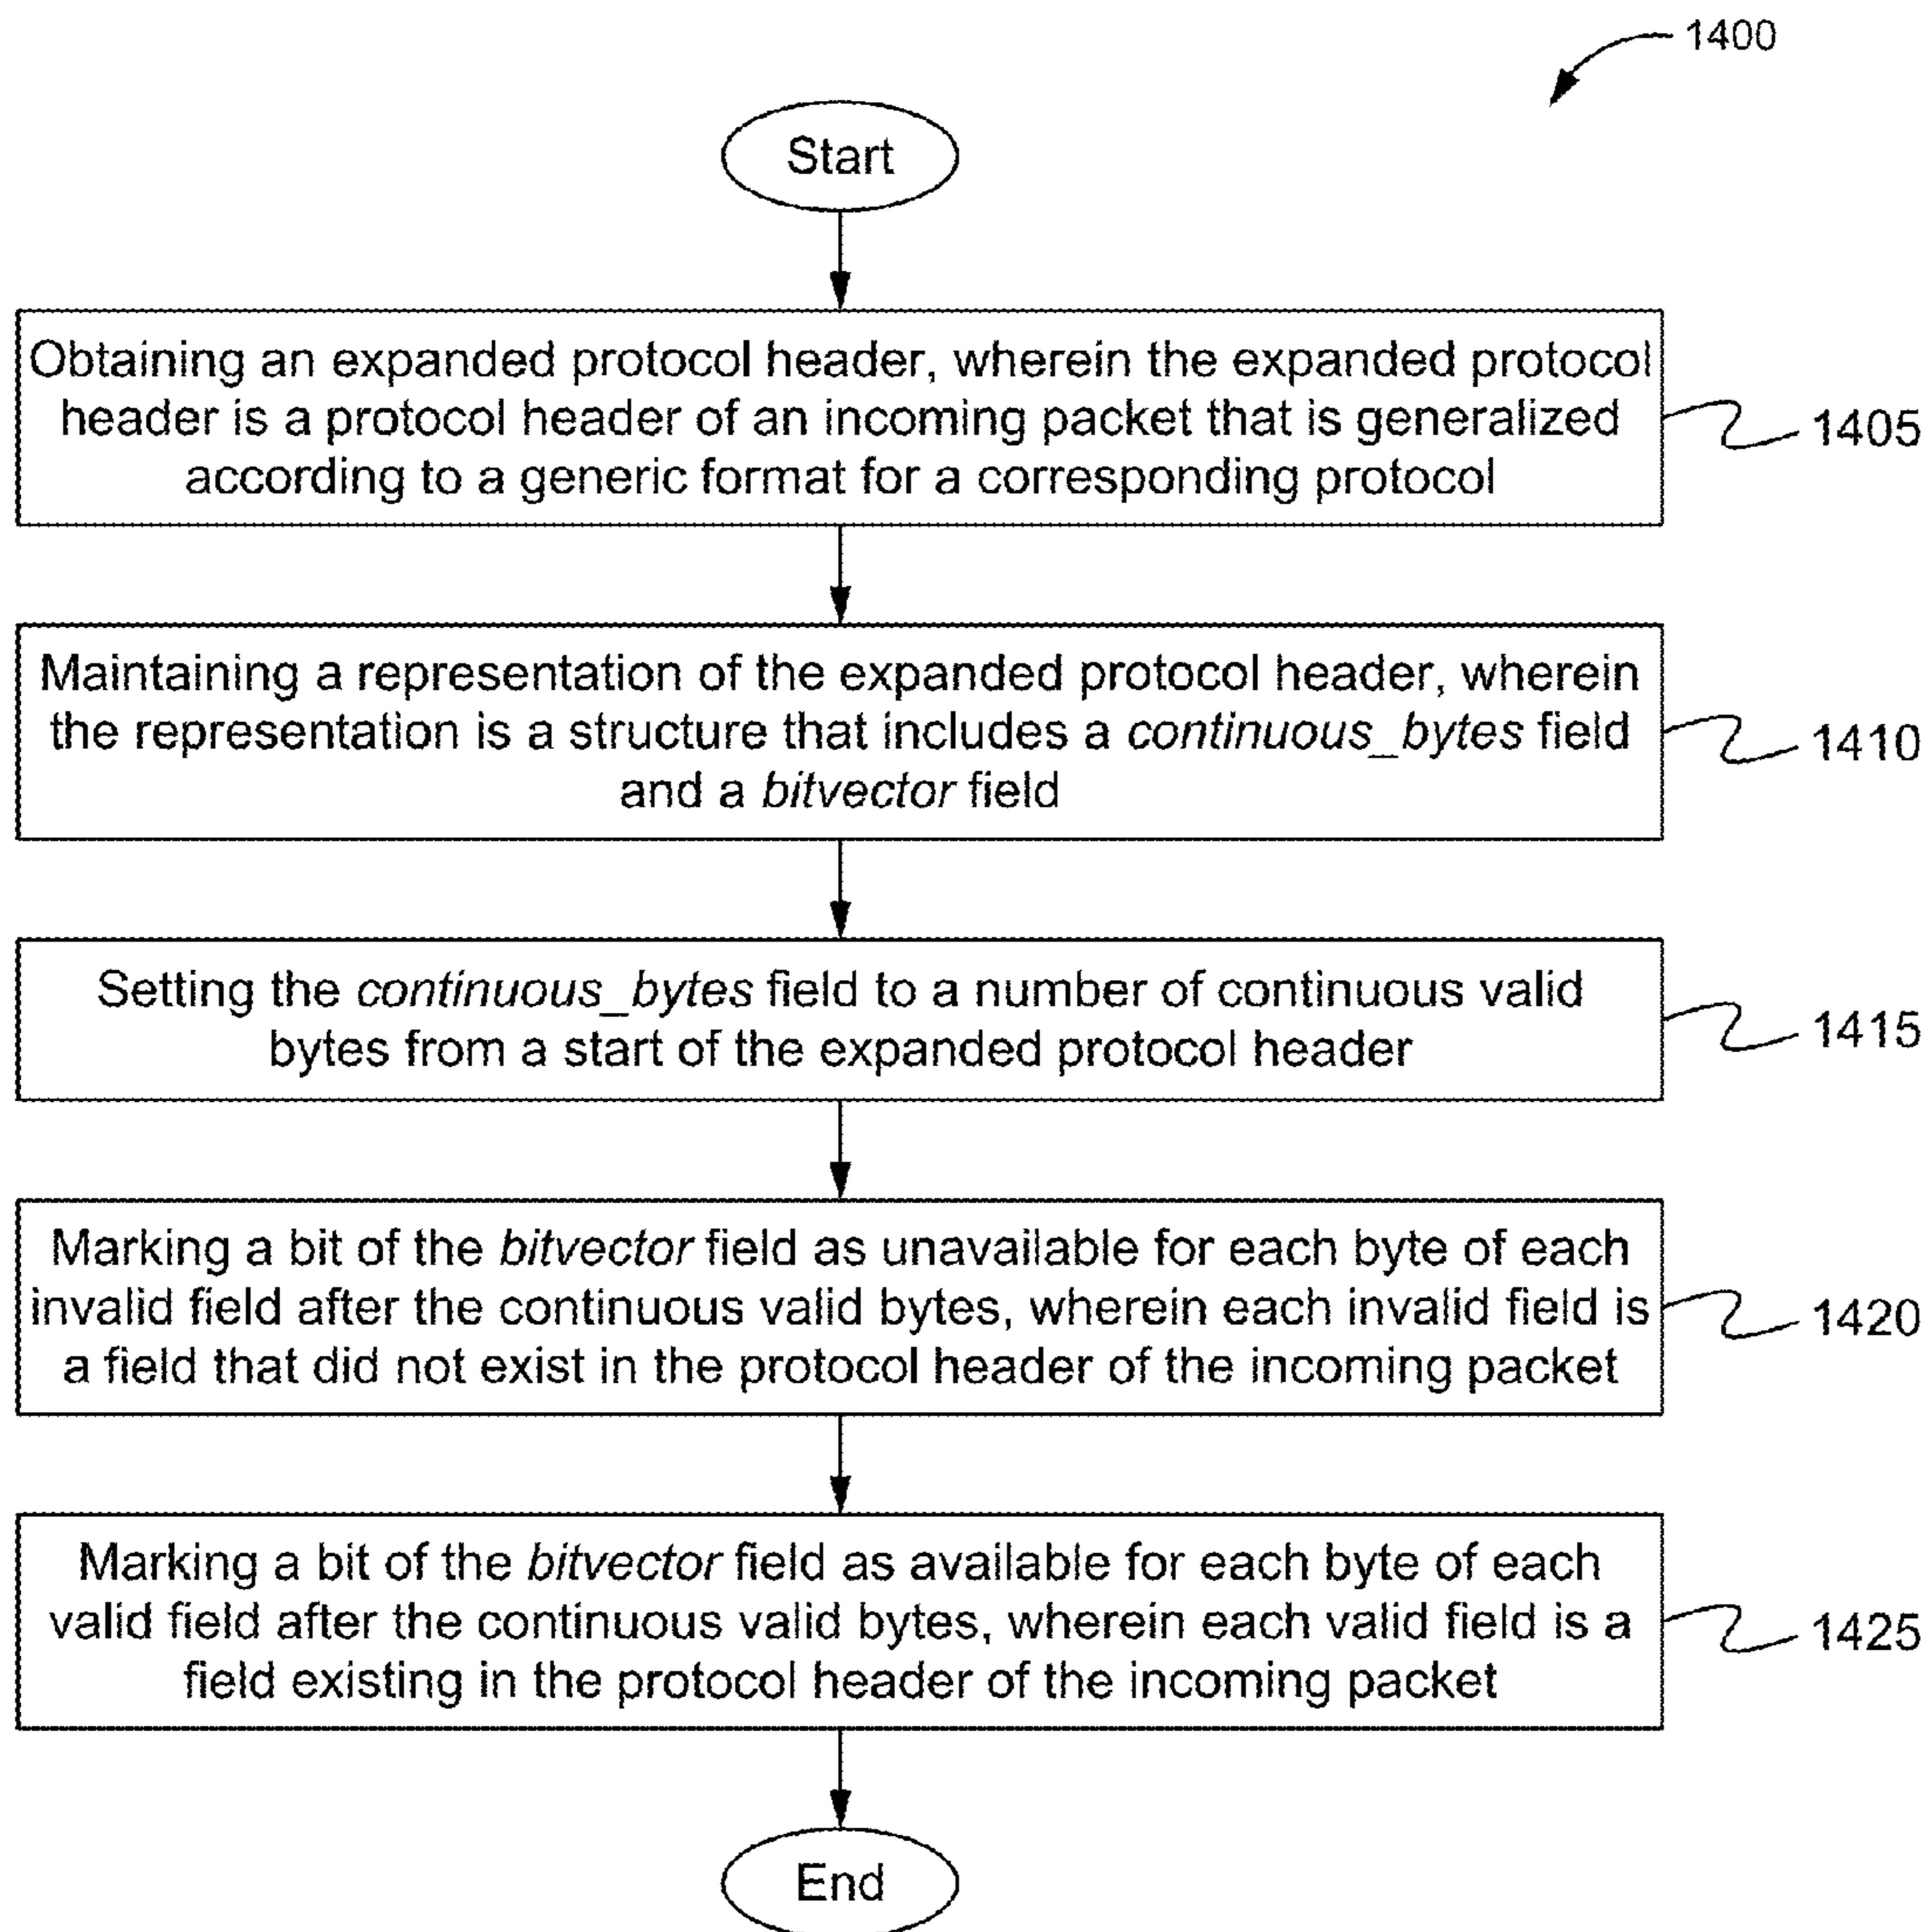 1400
Start
Obtaining an expanded protocol header, wherein the expanded protocol
header is a protocol header of an incoming packet that is generalized
according to a generic format for a corresponding protocol
1405
Maintaining a representation of the expanded protocol header, wherein
the representation is a structure that includes a continuous_bytes field
and a bitvector field
1410
Setting the continuous_bytes field to a number of continuous valid
bytes from a start of the expanded protocol header
1415
Marking a bit of the bitvector field as unavailable for each byte of each
invalid field after the continuous valid bytes, wherein each invalid field is
a field that did not exist in the protocol header of the incoming packet
1420
Marking a bit of the bitvector field as available for each byte of each
valid field after the continuous valid bytes, wherein each valid field is a
field existing in the protocol header of the incoming packet
1425
End